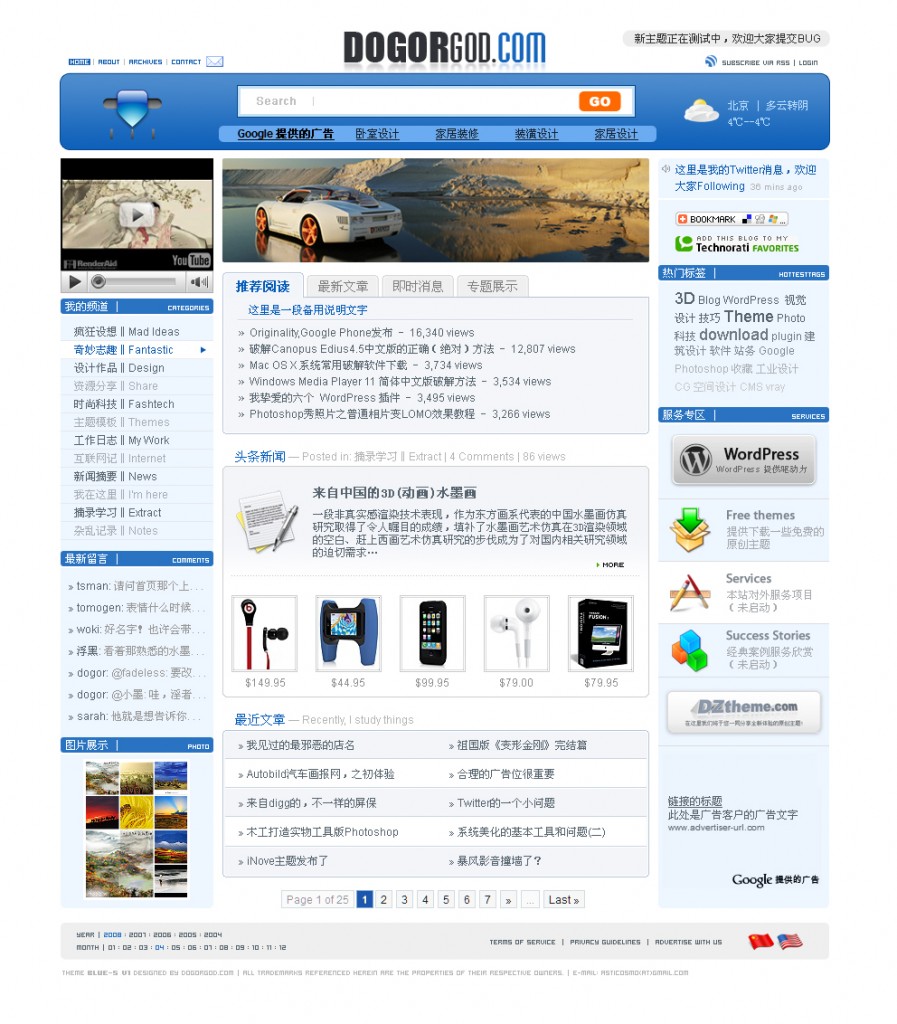 DOGORGOD.COM
新主题正在测试中，欢迎大家提交BUG
HOME | ABOUT | ARCHIVES | CONTACT
SUBSCRIBE VIA RSS | LOGIN
Search
GO
Google 提供的广告 卧室设计 家居装修 装潢设计 家居设计
北京 | 多云转阴
4℃--4℃
RenderAid
YouTube
我的频道 | CATEGORIES
疯狂设想 || Mad Ideas
奇妙志趣 || Fantastic
设计作品 || Design
资源分享 || Share
时尚科技 || Fashtech
主题模板 || Themes
工作日志 || My Work
互联网记 || Internet
新闻摘要 || News
我在这里 || I'm here
摘录学习 || Extract
杂乱记录 || Notes
最新留言 | COMMENTS
» tsman: 请问首页那个上...
» tomogen: 表情什么时候...
» woki: 好名字！也许会带...
» 浮黑: 看着那熟悉的水墨...
» dogor: @fadeless: 要改...
» dogor: @小墨: 哇，淫者...
» sarah: 他就是想告诉你...
图片展示 | PHOTO
推荐阅读 最新文章 即时消息 专题展示
这里是一段备用说明文字
» Originality,Google Phone发布 - 16,340 views
» 破解Canopus Edius4.5中文版的正确（绝对）方法 - 12,807 views
» Mac OS X系统常用破解软件下载 - 3,734 views
» Windows Media Player 11 简体中文版破解方法 - 3,534 views
» 我挚爱的六个 WordPress 插件 - 3,495 views
» Photoshop秀照片之普通相片变LOMO效果教程 - 3,266 views
头条新闻 — Posted in: 摘录学习 || Extract | 4 Comments | 86 views
来自中国的3D(动画)水墨画
一段非真实感渲染技术表现，作为东方画系代表的中国水墨画仿真
研究取得了令人瞩目的成绩，填补了水墨画艺术仿真在3D渲染领域
的空白、赶上西画艺术仿真研究的步伐成为了对国内相关研究领域
的迫切需求…
MORE
$149.95 $44.95 $99.95 $79.00 $79.95
最近文章 — Recently, I study things
» 我见过的最邪恶的店名
» 祖国版《变形金刚》完结篇
» Autobild汽车画报网，之初体验
» 合理的广告位很重要
» 来自digg的，不一样的屏保
» Twitter的一个小问题
» 木工打造实物工具版Photoshop
» 系统美化的基本工具和问题(二)
» iNove主题发布了
» 暴风影音撞墙了？
Page 1 of 25 1 2 3 4 5 6 7 » ... Last »
这里是我的Twitter消息，欢迎
大家Following 36 mins ago
BOOKMARK
ADD THIS BLOG TO MY
Technorati FAVORITES
热门标签 | HOTTESTTAGS
3D Blog WordPress 视觉
设计 技巧 Theme Photo
科技 download plugin 建
筑设计 软件 站务 Google
Photoshop 收藏 工业设计
CG 空间设计 CMS vray
服务专区 | SERVICES
WordPress
WordPress 提供驱动力
Free themes
提供下载一些免费的
原创主题
Services
本站对外服务项目
（未启动）
Success Stories
经典案例服务欣赏
（未启动）
DZtheme.com
链接的标题
此处是广告客户的广告文字
www.advertiser-url.com
Google 提供的广告
YEAR | 2008 : 2007 : 2006 : 2005 : 2004
MONTH | 01 : 02 : 03 : 04 : 05 : 06 : 07 : 08 : 09 : 10 : 11 : 12
TERMS OF SERVICE | PRIVACY GUIDELINES | ADVERTISE WITH US
THEME BLUE-S V1 DESIGNED BY DOGORGOD.COM | ALL TRADEMARKS REFERENCED HEREIN ARE THE PROPERTIES OF THEIR RESPECTIVE OWNERS. | E-MAIL: ASTICOSMO(AT)GMAIL.COM